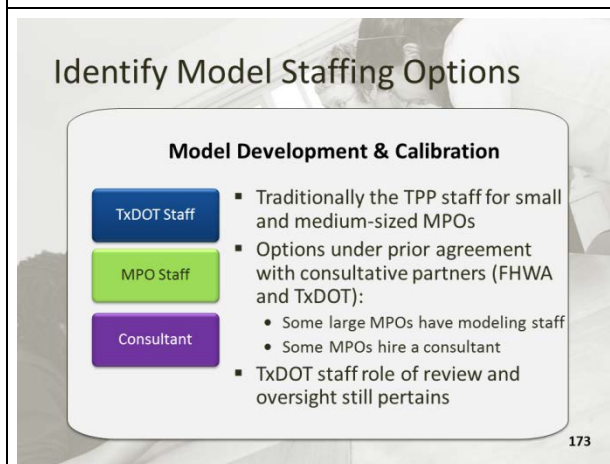 Identify Model Staffing Options
Model Development & Calibration
TxDOT Staff
MPO Staff
Consultant
▪ Traditionally the TPP staff for small
and medium-sized MPOs
▪ Options under prior agreement
with consultative partners (FHWA
and TxDOT):
• Some large MPOs have modeling staff
• Some MPOs hire a consultant
▪ TxDOT staff role of review and
oversight still pertains
173